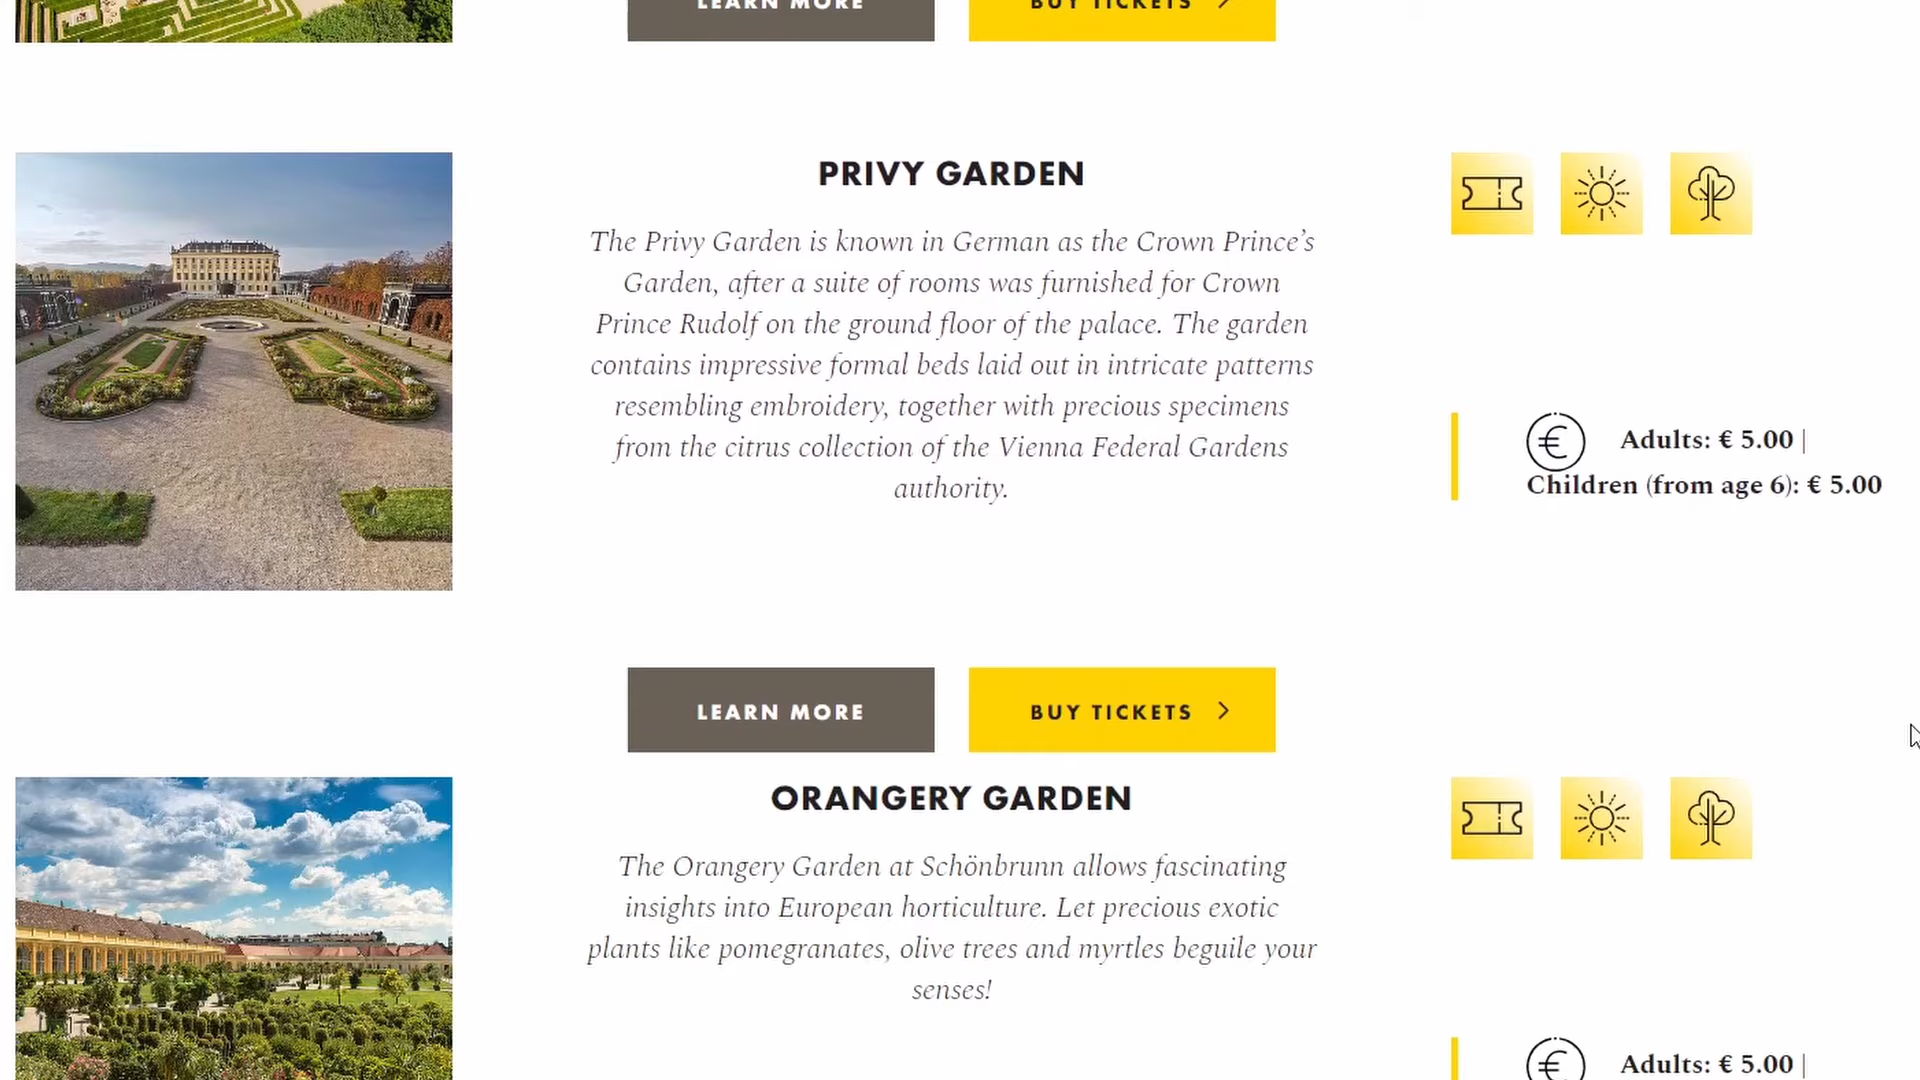 LEARN MORE
BUY TICKETS
PRIVY GARDEN
The Privy Garden is known in German as the Crown Prince’s
Garden, after a suite of rooms was furnished for Crown
Prince Rudolf on the ground floor of the palace. The garden
contains impressive formal beds laid out in intricate patterns
resembling embroidery, together with precious specimens
from the citrus collection of the Vienna Federal Gardens
authority.
€ Adults: € 5.00 |
Children (from age 6): € 5.00
LEARN MORE
BUY TICKETS
ORANGERY GARDEN
The Orangery Garden at Schönbrunn allows fascinating
insights into European horticulture. Let precious exotic
plants like pomegranates, olive trees and myrtles beguile your
senses!
€ Adults: € 5.00 |